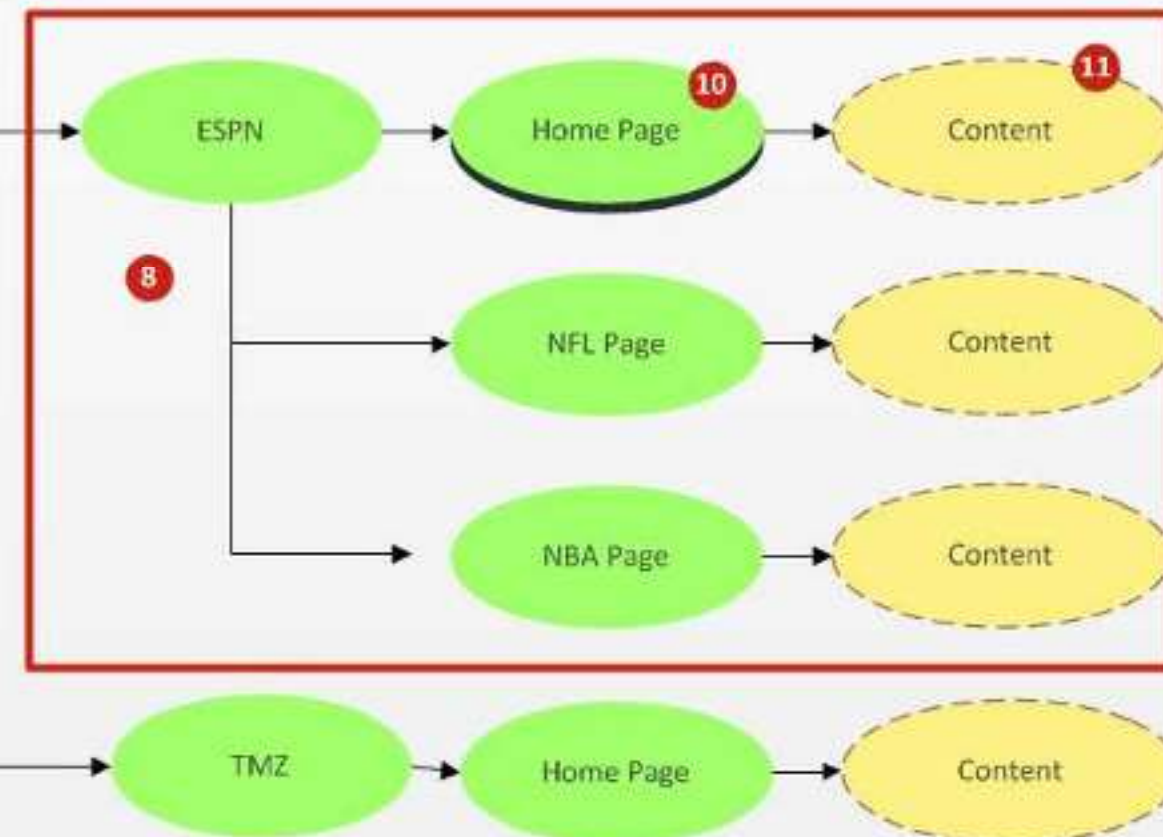 11
10
ESPN
Home Page
Content
8
NFL Page
Content
NBA Page
Content
TMZ
Home Page
Content